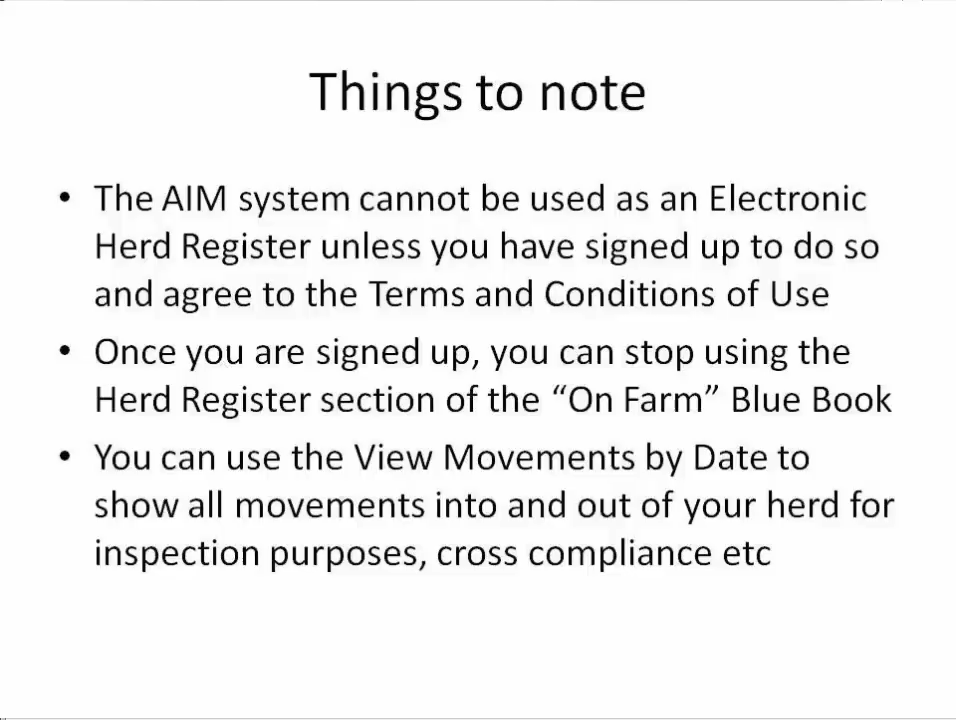 Things to note
• The AIM system cannot be used as an Electronic
Herd Register unless you have signed up to do so
and agree to the Terms and Conditions of Use
• Once you are signed up, you can stop using the
Herd Register section of the “On Farm” Blue Book
• You can use the View Movements by Date to
show all movements into and out of your herd for
inspection purposes, cross compliance etc